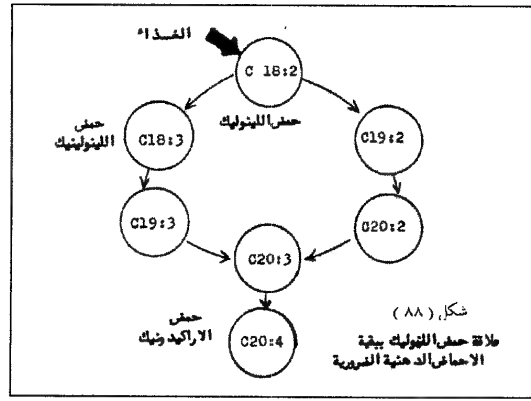 الغذاء
C 18:2
حمض اللينوليك
حمض
اللينولينيك
C18:3
C19:2
C19:3
C20:2
C20:3
حمض
الاراكيدونيك
C20:4
شكل (٨٨)
علاقة حمض اللينوليك ببقية
الاحماض الدهنية الضرورية